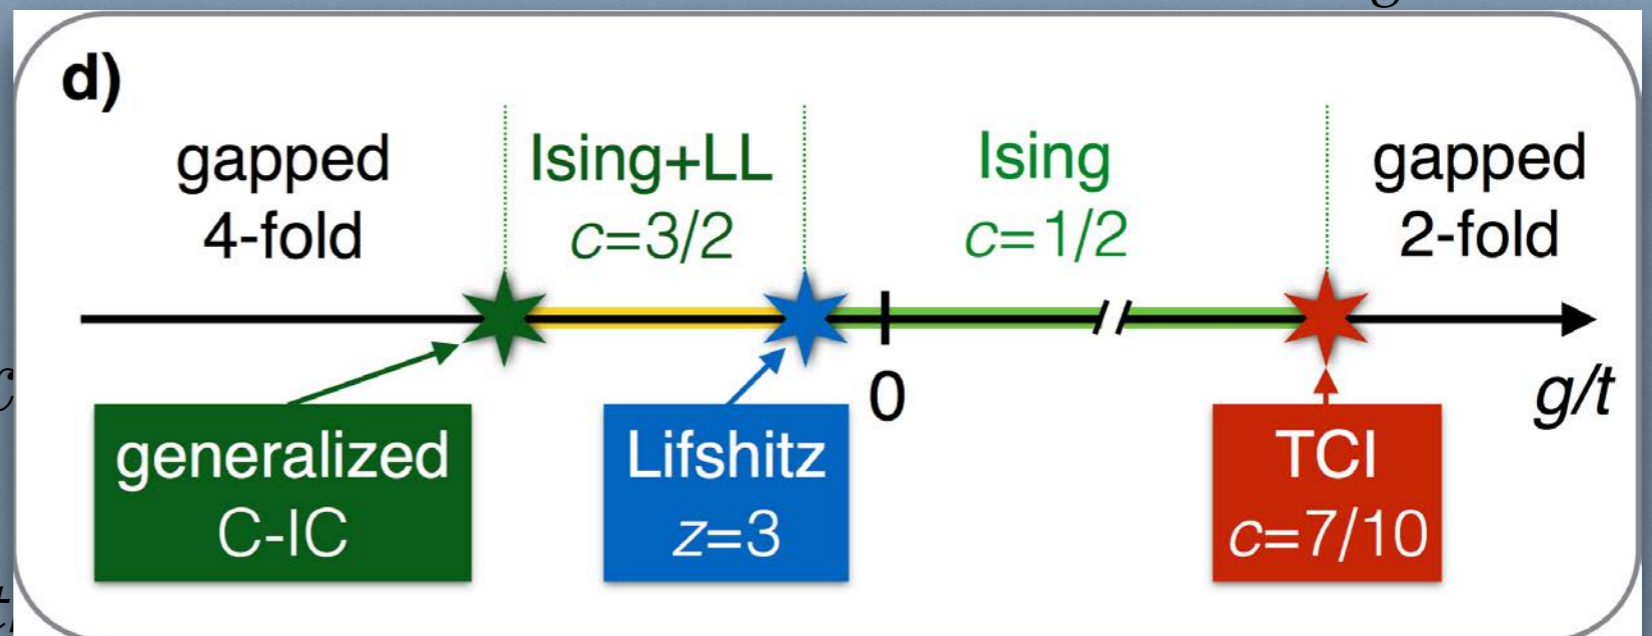 d)
gapped
4-fold
Ising+LL
c=3/2
Ising
c=1/2
gapped
2-fold
0
g/t
generalized
C-IC
Lifshitz
z=3
TCI
c=7/10